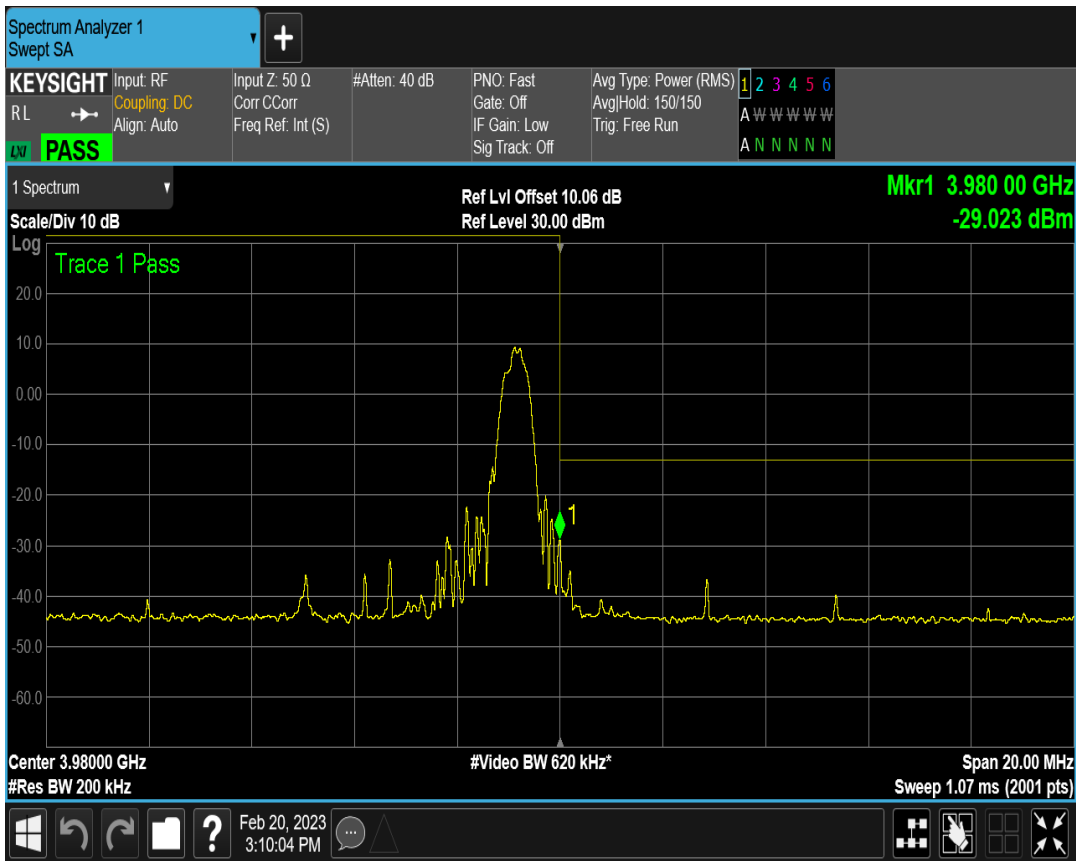 Spectrum Analyzer 1
Swept SA
+
KEYSIGHT
R L
LXI
PASS
Input: RF
Coupling: DC
Align: Auto
Input Z: 50 Ω
Corr CCorr
Freq Ref: Int (S)
#Atten: 40 dB
PNO: Fast
Gate: Off
IF Gain: Low
Sig Track: Off
Avg Type: Power (RMS)
Avg|Hold: 150/150
Trig: Free Run
1 2 3 4 5 6
A W W W W W
A N N N N N
1 Spectrum
Scale/Div 10 dB
Ref Lvl Offset 10.06 dB
Ref Level 30.00 dBm
Mkr1 3.980 00 GHz
-29.023 dBm
Log
Trace 1 Pass
20.0
10.0
0.00
-10.0
-20.0
1
-30.0
-40.0
-50.0
-60.0
Center 3.98000 GHz
#Video BW 620 kHz*
Span 20.00 MHz
#Res BW 200 kHz
Sweep 1.07 ms (2001 pts)
?
Feb 20, 2023
3:10:04 PM